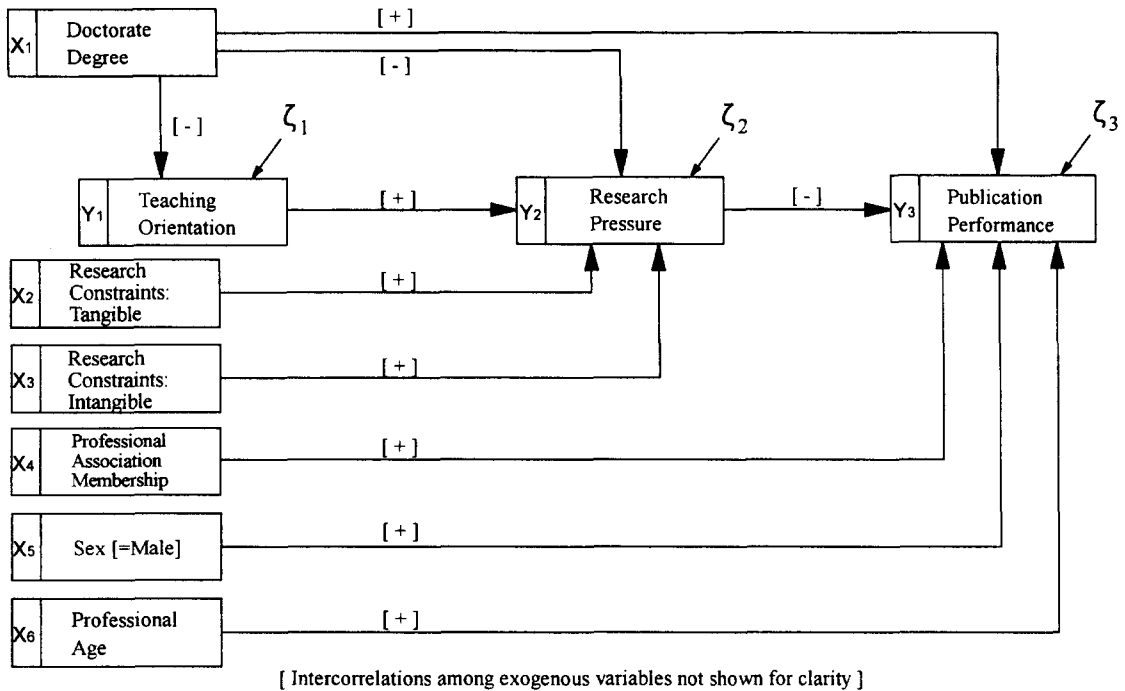 [ + ]
X1
Doctorate
Degree
[ - ]
[ - ]
ζ1
ζ2
ζ3
Y1
Teaching
Orientation
[ + ]
Y2
Research
Pressure
[ - ]
Y3
Publication
Performance
X2
Research
Constraints:
Tangible
[ + ]
X3
Research
Constraints:
Intangible
[ + ]
X4
Professional
Association
Membership
[ + ]
X5
Sex [=Male]
[ + ]
X6
Professional
Age
[ + ]
[ Intercorrelations among exogenous variables not shown for clarity ]